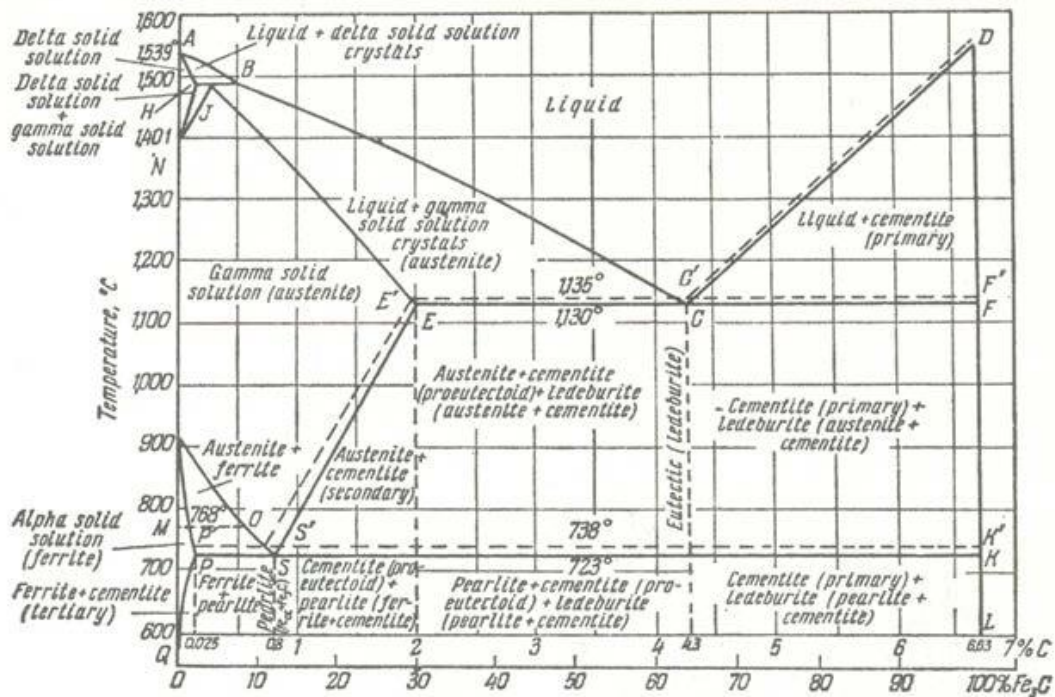 1,600
1,539
1,500
1,401
N
1,300
1,200
1,100
1,000
900
800
M
700
600
Q
Temperature, °C
Delta solid
solution
Delta solid
solution
+
gamma solid
solution
H
A
Liquid + delta solid solution
crystals
B
J
D
Liquid
Liquid + gamma
solid solution
crystals
(austenite)
Liquid + cementite
(primary)
Gamma solid
solution (austenite)
E'
E
1,135°
1,130°
C'
C
F"
F
Austenite + cementite
(proeutectoid) + ledeburite
(austenite + cementite)
Eutectic (ledeburite)
Cementite (primary) +
ledeburite (austenite +
cementite)
Austenite +
ferrite
Austenite +
cementite
(secondary)
768°
O
S'
738°
K'
Alpha solid
solution
(ferrite)
P'
P
S
723°
K
Ferrite + cementite
(tertiary)
Ferrite
+
pearlite
Pearlite
Cementite (pro-
eutectoid) +
pearlite (fer-
rite + cementite)
Pearlite + cementite (pro-
eutectoid) + ledeburite
(pearlite + cementite)
Cementite (primary) +
ledeburite (pearlite +
cementite)
L
0,025 0,8 1 2 3 4 4,3 5 6 6,63 7 % C
0 10 20 30 40 50 60 70 80 90 100% Fe3C